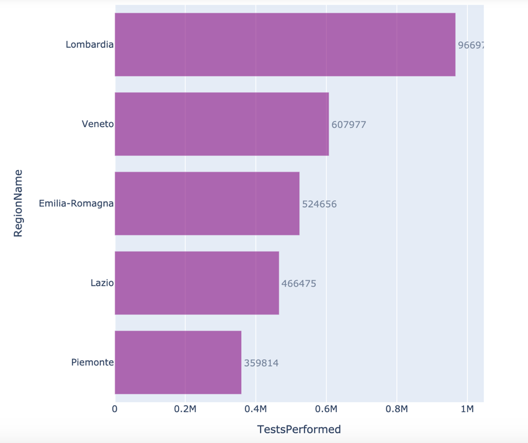 Lombardia
Veneto
607977
Emilia-Romagna
524656
Lazio
466475
Piemonte
359814
RegionName
0 0.2M 0.4M 0.6M 0.8M 1M
TestsPerformed